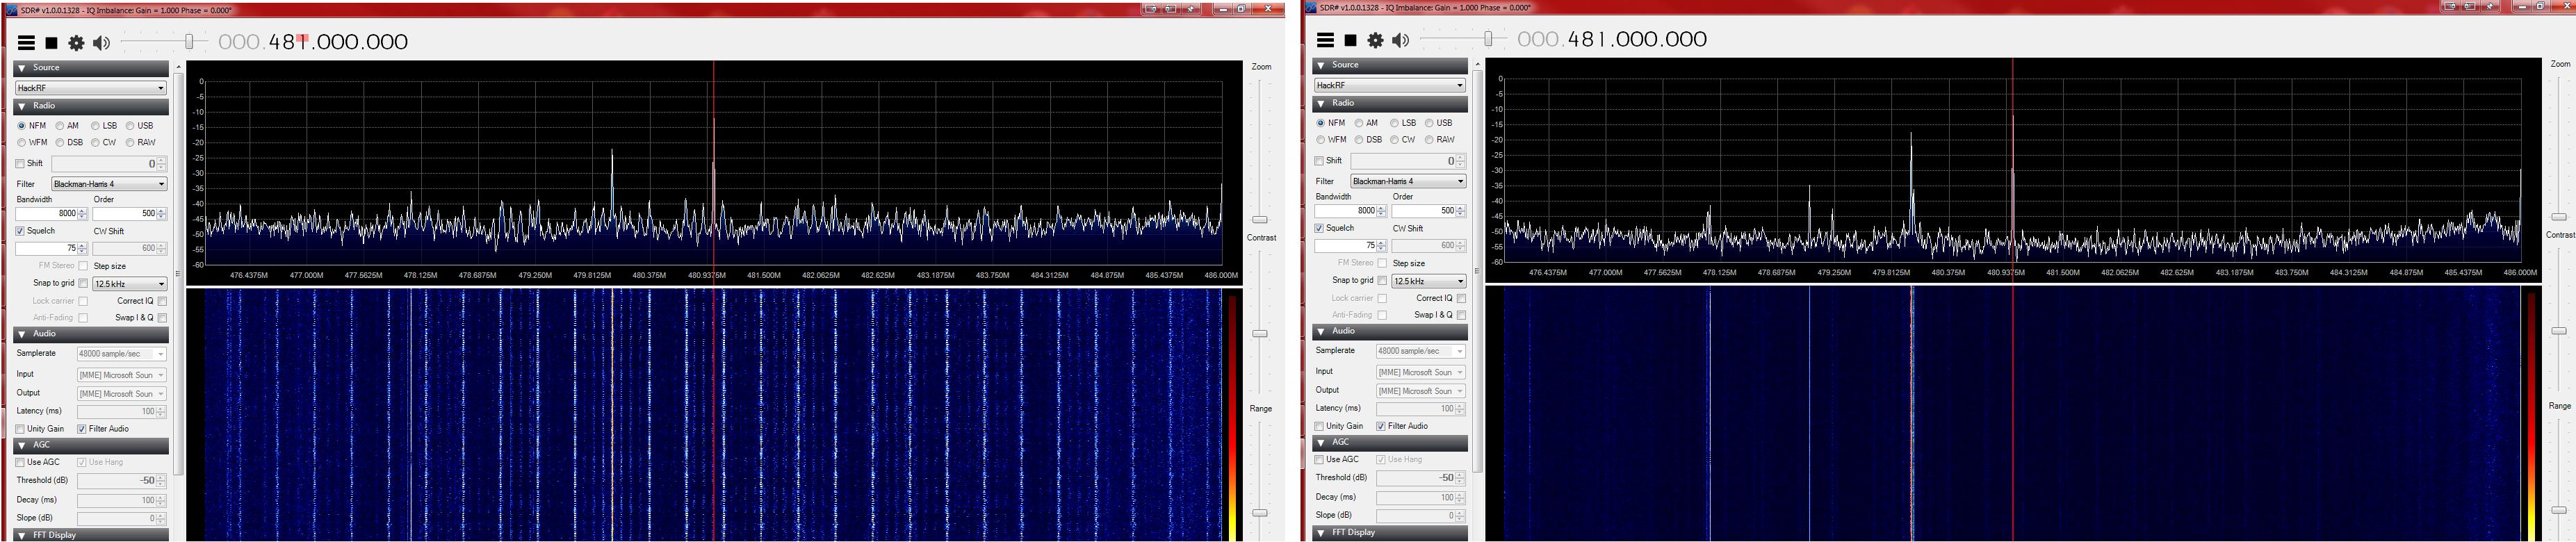 SDR# v1.0.0.1328 - IQ Imbalance: Gain = 1.000 Phase = 0.000°
000.481.000.000
Source
HackRF
Radio
NFM AM LSB USB
WFM DSB CW RAW
Shift 0
Filter Blackman-Harris 4
Bandwidth Order
8000 500
Squelch CW Shift
75 600
FM Stereo Step size
Snap to grid 12.5 kHz
Lock carrier Correct IQ
Anti-Fading Swap I & Q
Audio
Samplerate 48000 sample/sec
Input [MME] Microsoft Soun
Output [MME] Microsoft Soun
Latency (ms) 100
Unity Gain Filter Audio
AGC
Use AGC Use Hang
Threshold (dB) -50
Decay (ms) 100
Slope (dB) 0
FFT Display
0
-5
-10
-15
-20
-25
-30
-35
-40
-45
-50
-55
-60
476.4375M 477.000M 477.5625M 478.125M 478.6875M 479.250M 479.8125M 480.375M 480.9375M 481.500M 482.0625M 482.625M 483.1875M 483.750M 484.3125M 484.875M 485.4375M 486.000M
Zoom
Contrast
Range
SDR# v1.0.0.1328 - IQ Imbalance: Gain = 1.000 Phase = 0.000°
000.481.000.000
Source
HackRF
Radio
NFM AM LSB USB
WFM DSB CW RAW
Shift 0
Filter Blackman-Harris 4
Bandwidth Order
8000 500
Squelch CW Shift
75 600
FM Stereo Step size
Snap to grid 12.5 kHz
Lock carrier Correct IQ
Anti-Fading Swap I & Q
Audio
Samplerate 48000 sample/sec
Input [MME] Microsoft Soun
Output [MME] Microsoft Soun
Latency (ms) 100
Unity Gain Filter Audio
AGC
Use AGC Use Hang
Threshold (dB) -50
Decay (ms) 100
Slope (dB) 0
FFT Display
0
-5
-10
-15
-20
-25
-30
-35
-40
-45
-50
-55
-60
476.4375M 477.000M 477.5625M 478.125M 478.6875M 479.250M 479.8125M 480.375M 480.9375M 481.500M 482.0625M 482.625M 483.1875M 483.750M 484.3125M 484.875M 485.4375M 486.000M
Zoom
Contrast
Range